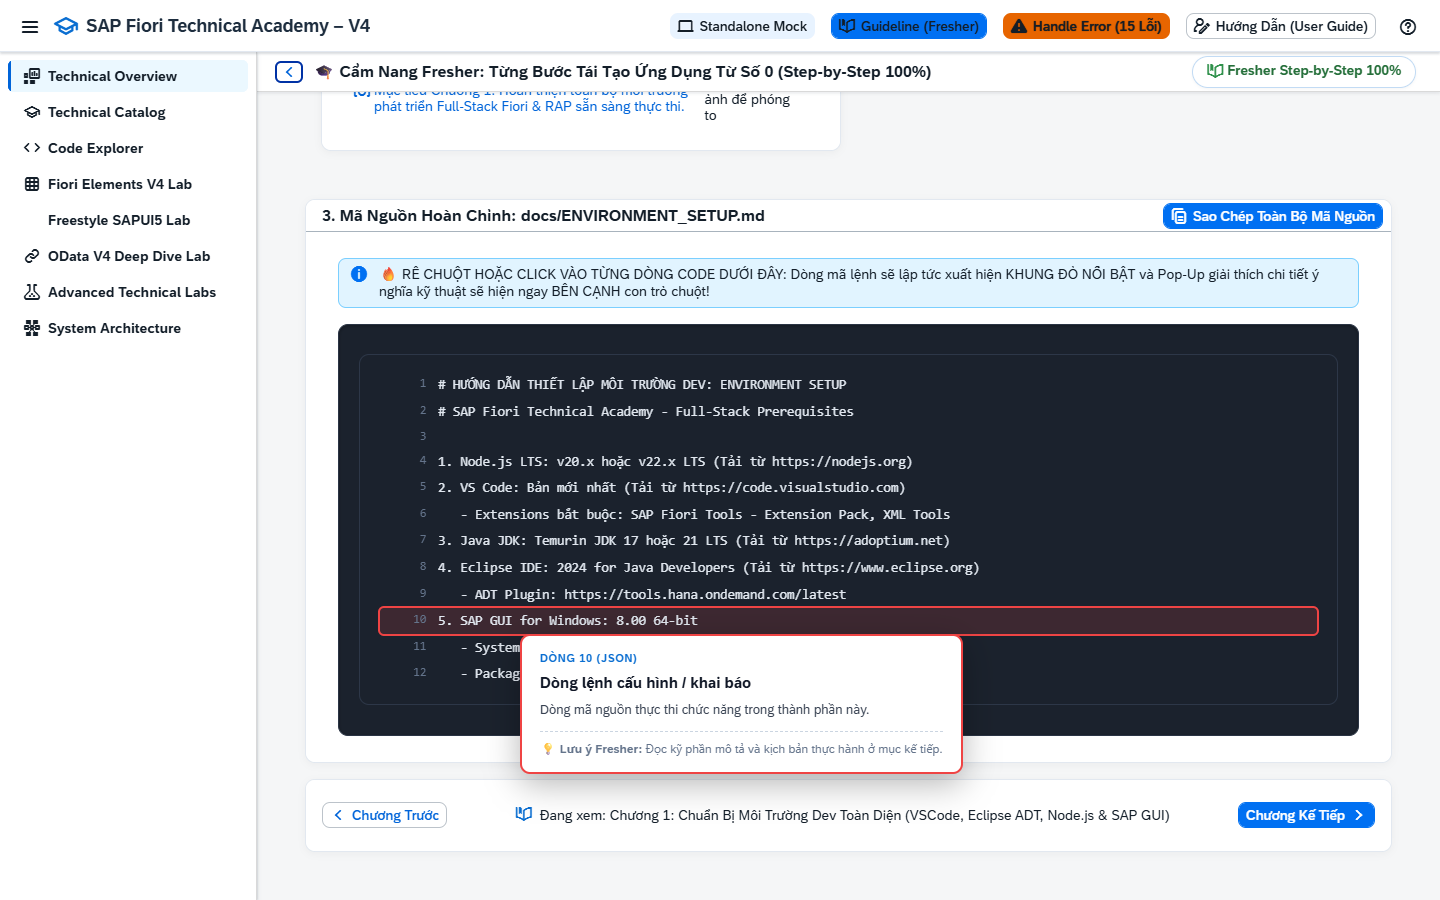 SAP Fiori Technical Academy – V4
Standalone Mock
Guideline (Fresher)
Handle Error (15 Lỗi)
Hướng Dẫn (User Guide)
Technical Overview
Technical Catalog
Code Explorer
Fiori Elements V4 Lab
Freestyle SAPUI5 Lab
OData V4 Deep Dive Lab
Advanced Technical Labs
System Architecture
Cẩm Nang Fresher: Từng Bước Tái Tạo Ứng Dụng Từ Số 0 (Step-by-Step 100%)
Fresher Step-by-Step 100%
Mục tiêu Chương 1: Hoàn thiện toàn bộ môi trường
phát triển Full-Stack Fiori & RAP sẵn sàng thực thi.
ảnh để phóng
to
3. Mã Nguồn Hoàn Chỉnh: docs/ENVIRONMENT_SETUP.md
Sao Chép Toàn Bộ Mã Nguồn
RÊ CHUỘT HOẶC CLICK VÀO TỪNG DÒNG CODE DƯỚI ĐÂY: Dòng mã lệnh sẽ lập tức xuất hiện KHUNG ĐỎ NỔI BẬT và Pop-Up giải thích chi tiết ý
nghĩa kỹ thuật sẽ hiện ngay BÊN CẠNH con trỏ chuột!
1 # HƯỚNG DẪN THIẾT LẬP MÔI TRƯỜNG DEV: ENVIRONMENT SETUP
2 # SAP Fiori Technical Academy - Full-Stack Prerequisites
3
4 1. Node.js LTS: v20.x hoặc v22.x LTS (Tải từ https://nodejs.org)
5 2. VS Code: Bản mới nhất (Tải từ https://code.visualstudio.com)
6 - Extensions bắt buộc: SAP Fiori Tools - Extension Pack, XML Tools
7 3. Java JDK: Temurin JDK 17 hoặc 21 LTS (Tải từ https://adoptium.net)
8 4. Eclipse IDE: 2024 for Java Developers (Tải từ https://www.eclipse.org)
9 - ADT Plugin: https://tools.hana.ondemand.com/latest
10 5. SAP GUI for Windows: 8.00 64-bit
11 - System
12 - Packag
DÒNG 10 (JSON)
Dòng lệnh cấu hình / khai báo
Dòng mã nguồn thực thi chức năng trong thành phần này.
Lưu ý Fresher: Đọc kỹ phần mô tả và kịch bản thực hành ở mục kế tiếp.
Chương Trước
Đang xem: Chương 1: Chuẩn Bị Môi Trường Dev Toàn Diện (VSCode, Eclipse ADT, Node.js & SAP GUI)
Chương Kế Tiếp